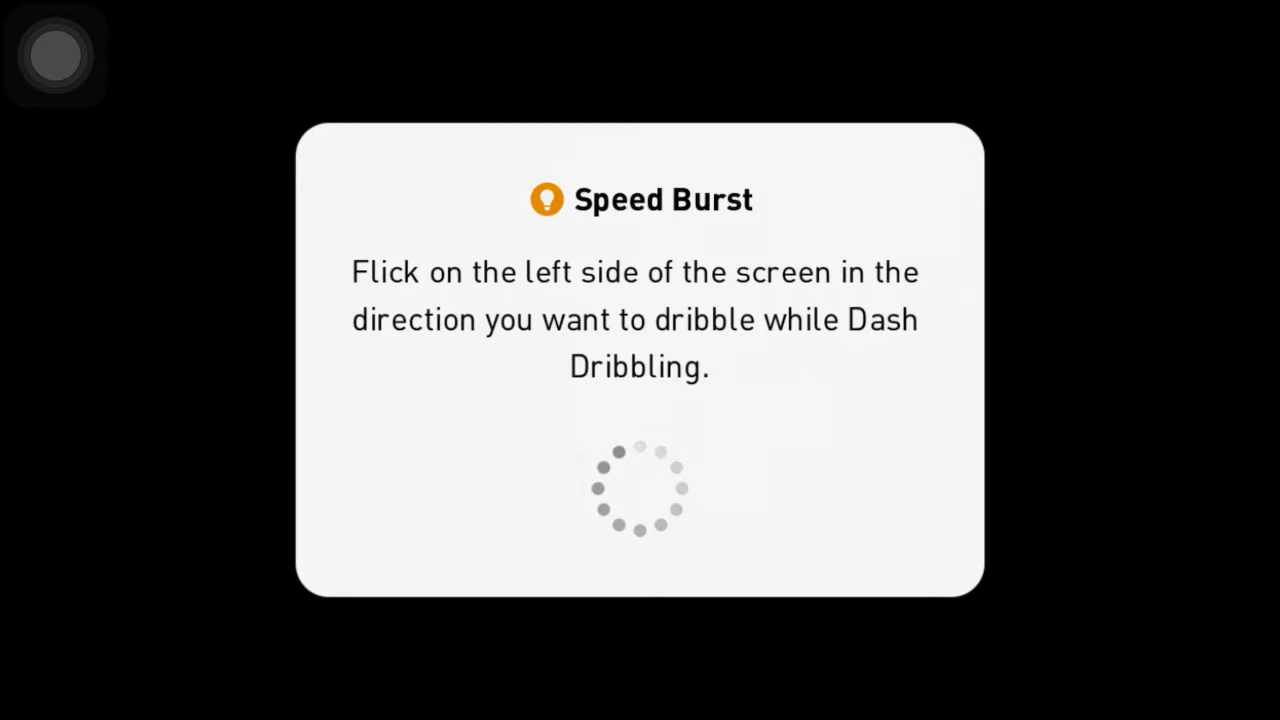 Speed Burst
Flick on the left side of the screen in the
direction you want to dribble while Dash
Dribbling.